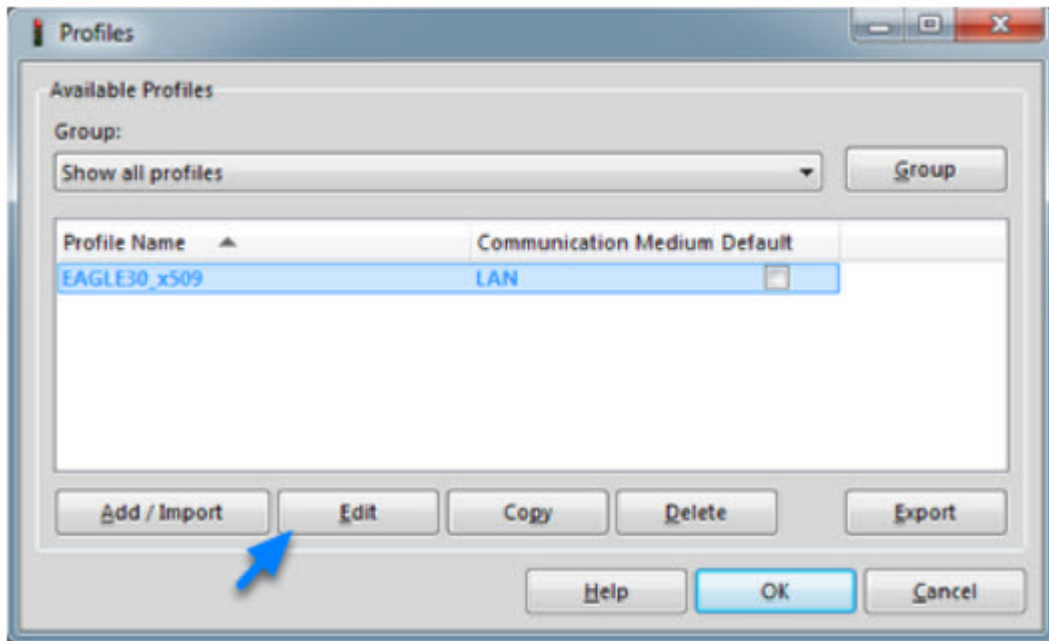 Profiles
Available Profiles
Group:
Show all profiles
Group
Profile Name Communication Medium Default
EAGLE30_x509 LAN
Add / Import Edit Copy Delete Export
Help OK Cancel